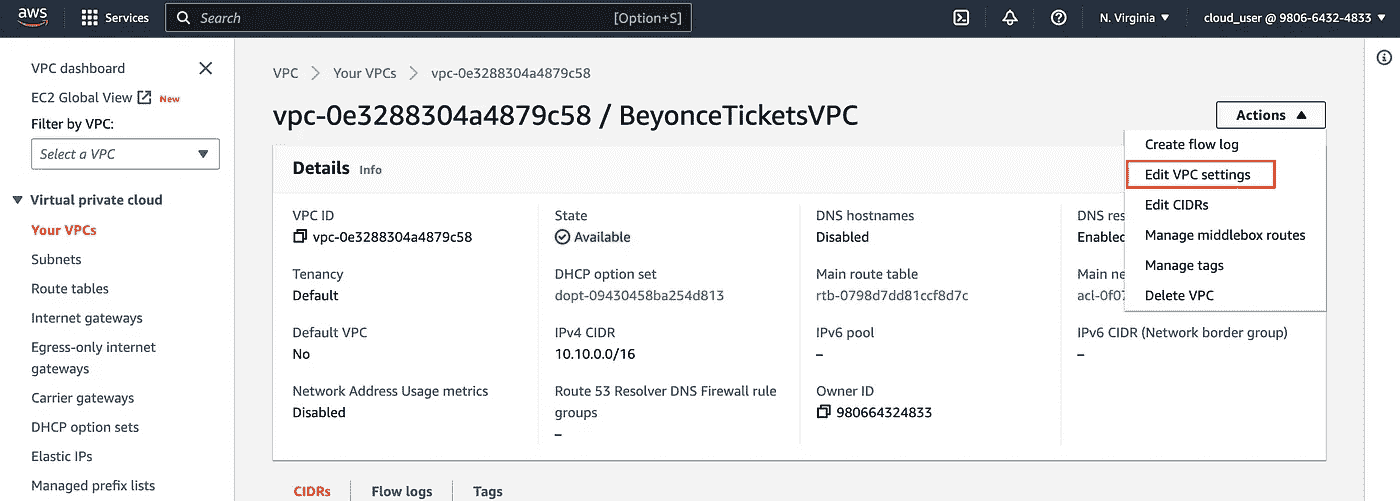 aws
Services
Search
[Option+S]
N. Virginia
cloud_user @ 9806-6432-4833
VPC dashboard
EC2 Global View New
Filter by VPC:
Select a VPC
Virtual private cloud
Your VPCs
Subnets
Route tables
Internet gateways
Egress-only internet
gateways
Carrier gateways
DHCP option sets
Elastic IPs
Managed prefix lists
VPC > Your VPCs > vpc-0e3288304a4879c58
vpc-0e3288304a4879c58 / BeyonceTicketsVPC
Actions
Create flow log
Edit VPC settings
Edit CIDRs
Manage middlebox routes
Manage tags
Delete VPC
Details Info
VPC ID
vpc-0e3288304a4879c58
State
Available
DNS hostnames
Disabled
DNS res
Enabled
Tenancy
Default
DHCP option set
dopt-09430458ba254d813
Main route table
rtb-0798d7dd81ccf8d7c
Main ne
acl-0f07
Default VPC
No
IPv4 CIDR
10.10.0.0/16
IPv6 pool
–
IPv6 CIDR (Network border group)
–
Network Address Usage metrics
Disabled
Route 53 Resolver DNS Firewall rule
groups
–
Owner ID
980664324833
CIDRs
Flow logs
Tags